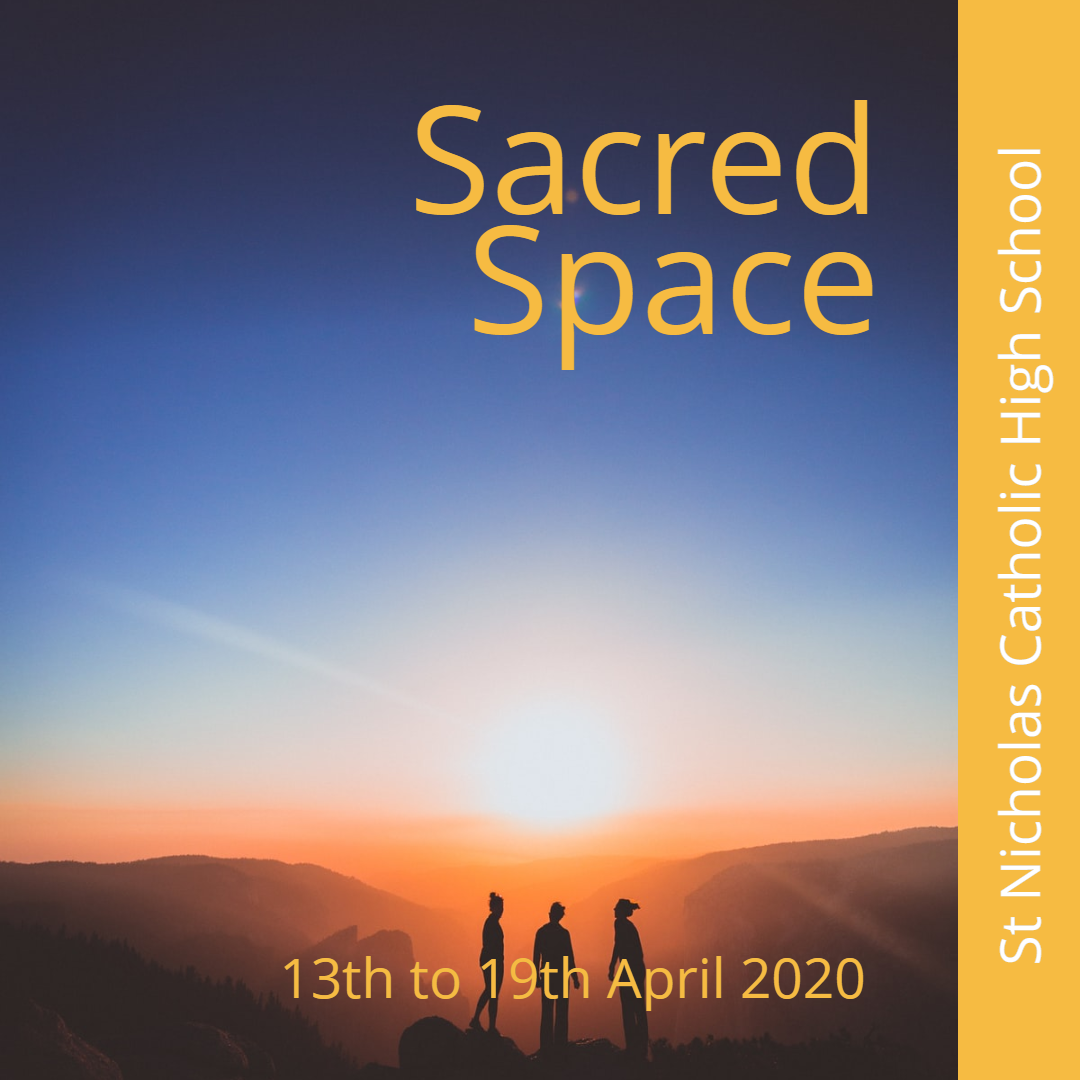 Sacred
Space
13th to 19th April 2020
St Nicholas Catholic High School